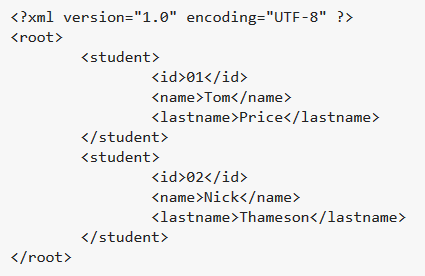 <?xml version="1.0" encoding="UTF-8" ?>
<root>
	<student>
		<id>01</id>
		<name>Tom</name>
		<lastname>Price</lastname>
	</student>
	<student>
		<id>02</id>
		<name>Nick</name>
		<lastname>Thameson</lastname>
	</student>
</root>